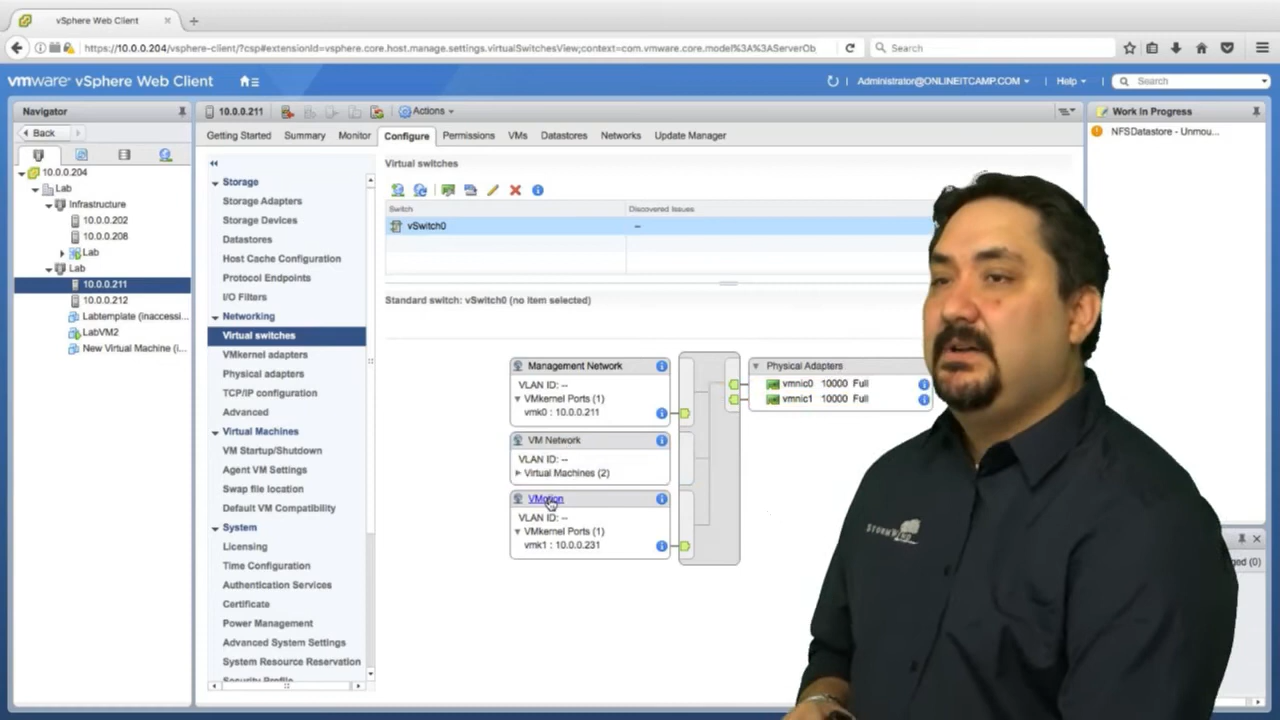 vSphere Web Client
https://10.0.0.204/vsphere-client/?csp#extensionId=vsphere.core.host.manage.settings.virtualSwitchesView;context=com.vmware.core.model%3A%3AServerOb
Search
vmware vSphere Web Client
Administrator@ONLINEITCAMP.COM
Help
Search
Navigator
Back
10.0.0.204
Lab
Infrastructure
10.0.0.202
10.0.0.208
Lab
Lab
10.0.0.211
10.0.0.212
Labtemplate (inaccessi...
LabVM2
New Virtual Machine (i...
10.0.0.211
Actions
Getting Started Summary Monitor Configure Permissions VMs Datastores Networks Update Manager
Storage
Storage Adapters
Storage Devices
Datastores
Host Cache Configuration
Protocol Endpoints
I/O Filters
Networking
Virtual switches
VMkernel adapters
Physical adapters
TCP/IP configuration
Advanced
Virtual Machines
VM Startup/Shutdown
Agent VM Settings
Swap file location
Default VM Compatibility
System
Licensing
Time Configuration
Authentication Services
Certificate
Power Management
Advanced System Settings
System Resource Reservation
Security Profile
Virtual switches
Switch Discovered Issues
vSwitch0 --
Standard switch: vSwitch0 (no item selected)
Management Network
VLAN ID: --
VMkernel Ports (1)
vmk0 : 10.0.0.211
VM Network
VLAN ID: --
Virtual Machines (2)
VMotion
VLAN ID: --
VMkernel Ports (1)
vmk1 : 10.0.0.231
Physical Adapters
vmnic0 10000 Full
vmnic1 10000 Full
Work In Progress
NFSDatastore - Unmou...
STORMWIND